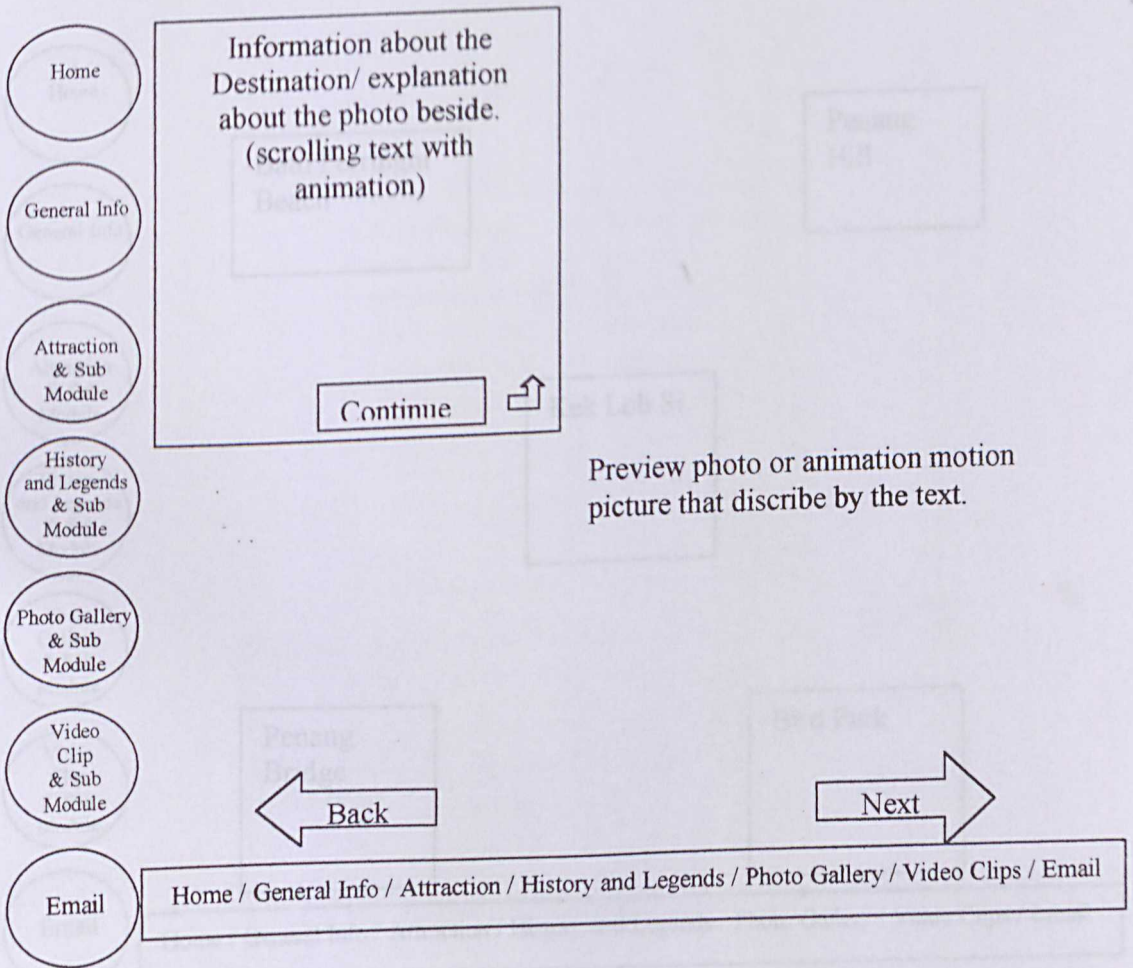 Home
General Info
Attraction
& Sub
Module
History
and Legends
& Sub
Module
Photo Gallery
& Sub
Module
Video
Clip
& Sub
Module
Email
Information about the
Destination/ explanation
about the photo beside.
(scrolling text with
animation)
Continue
Preview photo or animation motion
picture that discribe by the text.
Back
Next
Home / General Info / Attraction / History and Legends / Photo Gallery / Video Clips / Email
Penang
Hill
Beach
Kek Lok Si
Penang
Bridge
Bird Park